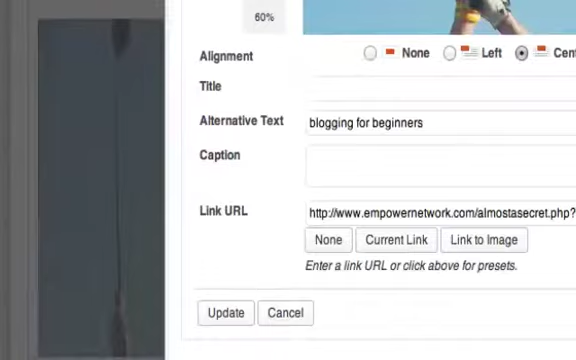 60%
Alignment None Left Cent
Title
Alternative Text blogging for beginners
Caption
Link URL http://www.empowernetwork.com/almostasecret.php?
None Current Link Link to Image
Enter a link URL or click above for presets.
Update Cancel